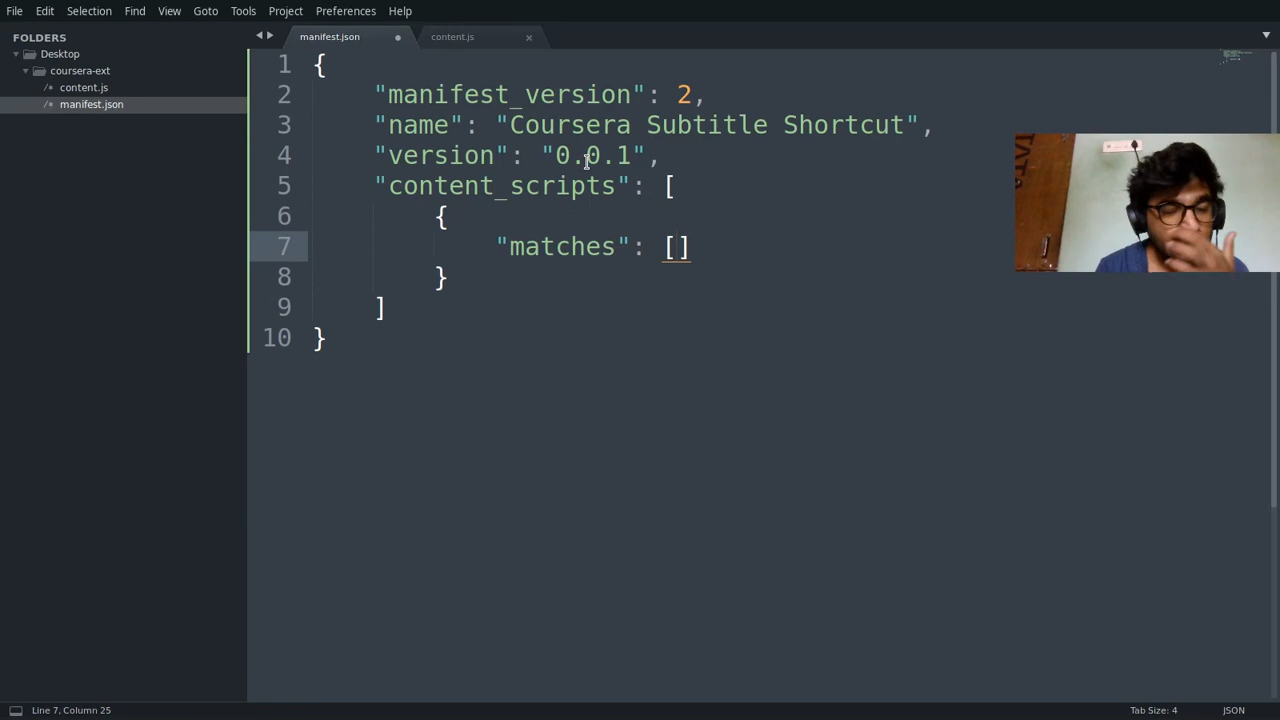 File Edit Selection Find View Goto Tools Project Preferences Help
FOLDERS
Desktop
coursera-ext
content.js
manifest.json
manifest.json
content.js
1 {
2 "manifest_version": 2,
3 "name": "Coursera Subtitle Shortcut",
4 "version": "0.0.1",
5 "content_scripts": [
6 {
7 "matches": []
8 }
9 ]
10 }
TATA
Line 7, Column 25
Tab Size: 4
JSON